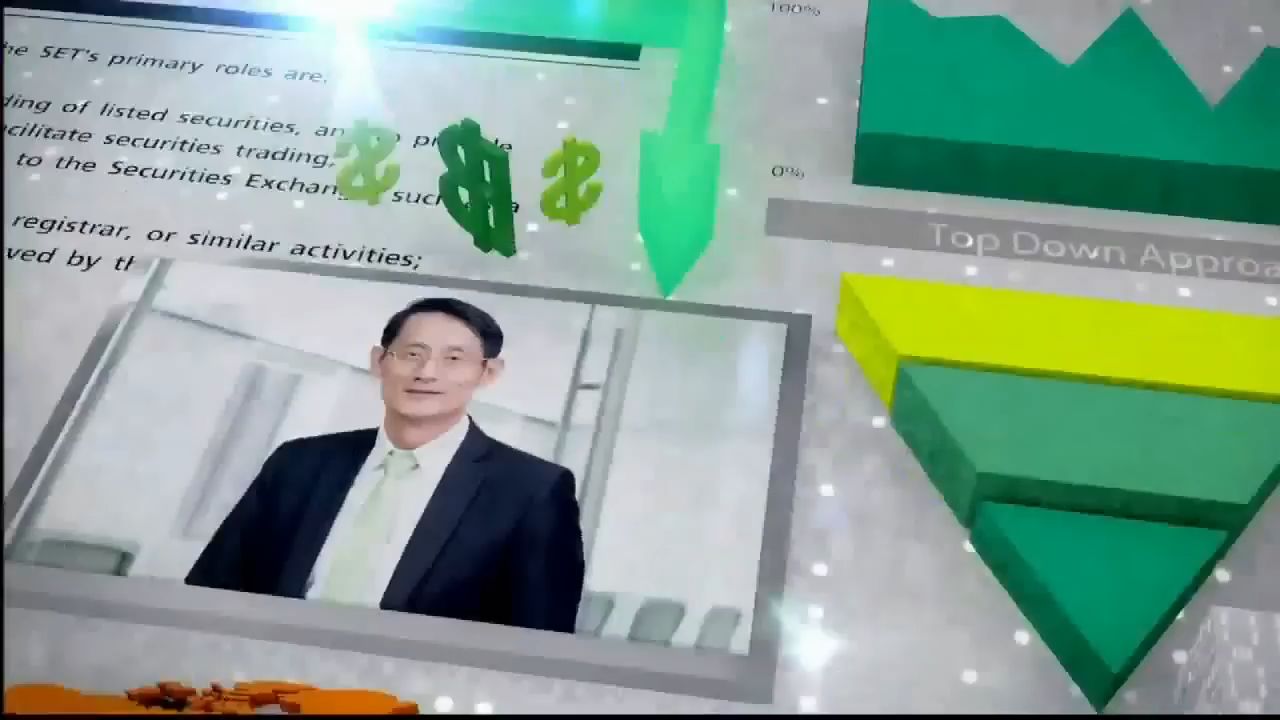 he SET's primary roles are:
ding of listed securities, an
cilitate securities trading,
to the Securities Exchan such a
registrar, or similar activities;
ved by th
100%
0%
Top Down Approa